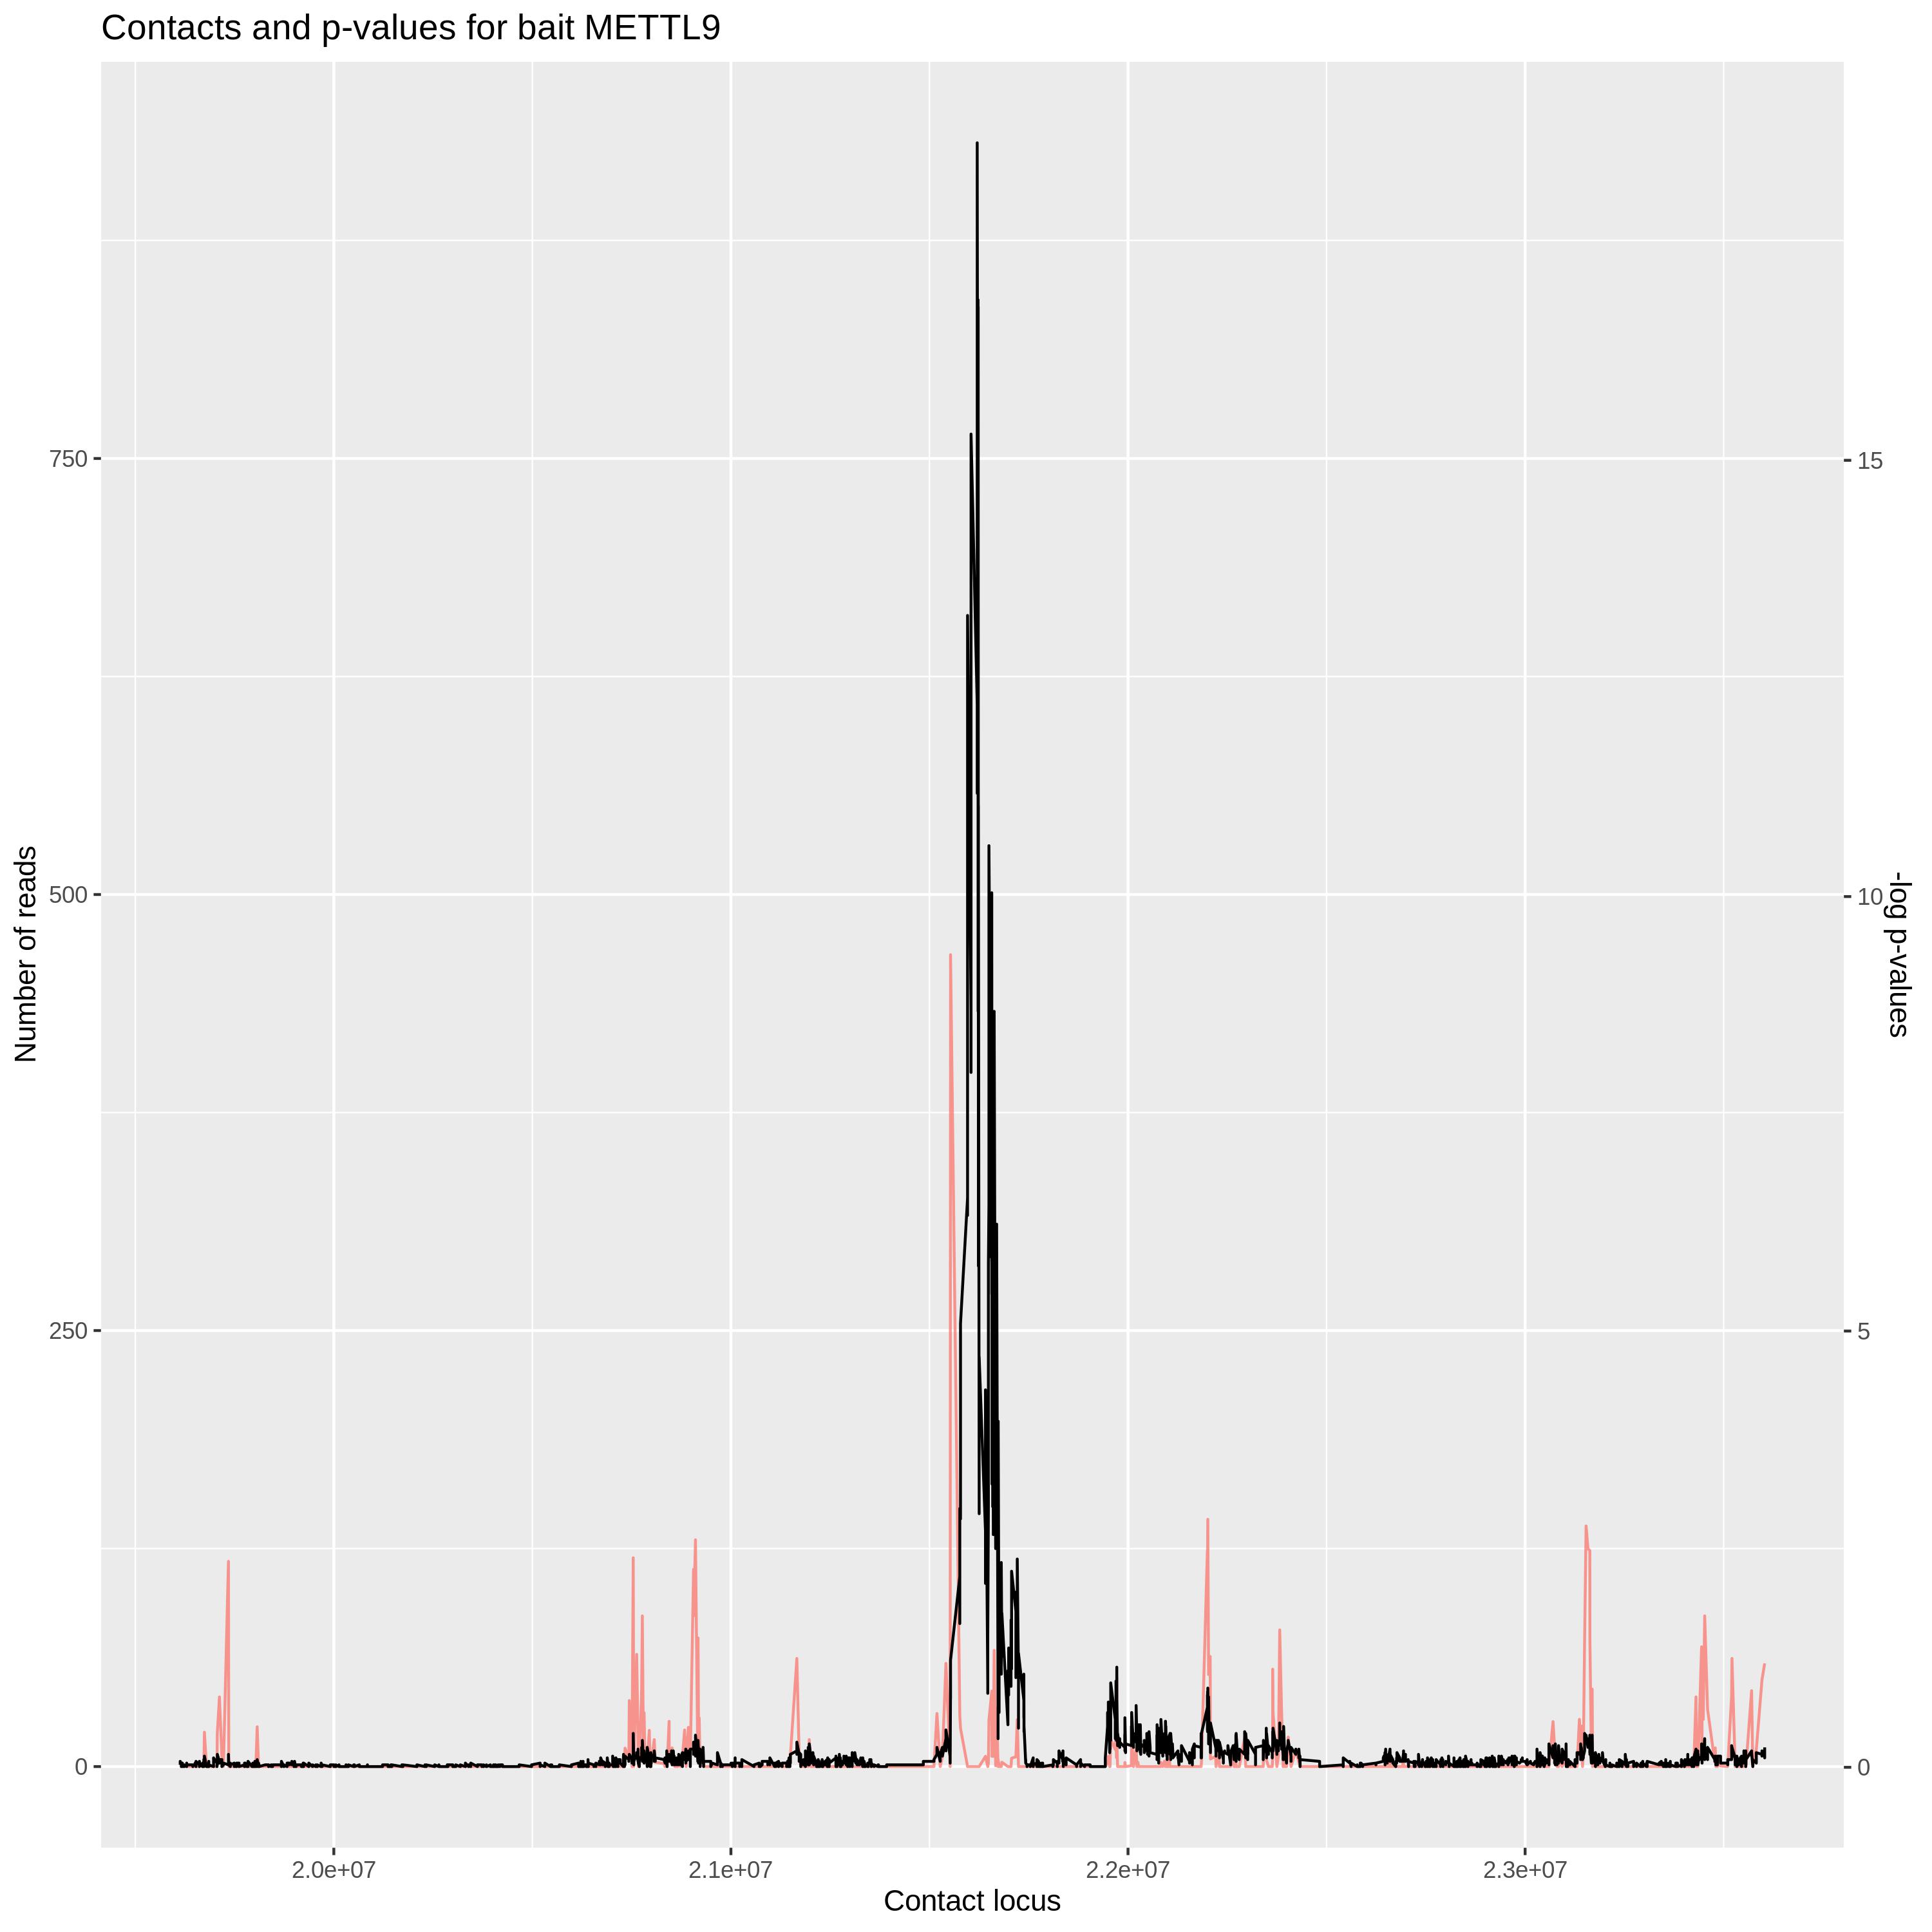 Contacts and p-values for bait METTL9
750
500
250
0
15
10
5
0
Number of reads
-log p-values
2.0e+07
2.1e+07
2.2e+07
2.3e+07
Contact locus